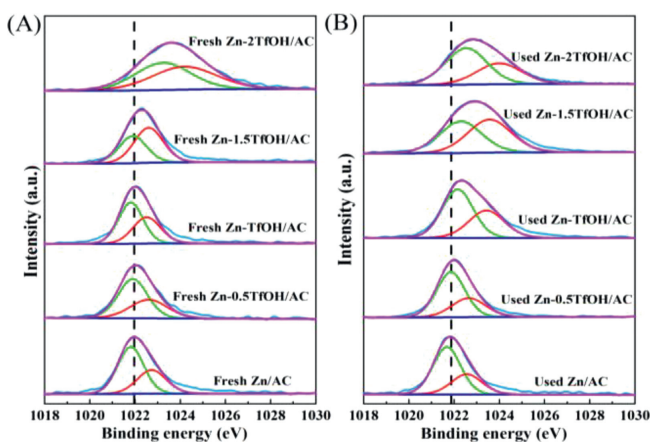 (A)
Fresh Zn-2TfOH/AC
Fresh Zn-1.5TfOH/AC
Fresh Zn-TfOH/AC
Fresh Zn-0.5TfOH/AC
Fresh Zn/AC
Intensity (a.u.)
1018 1020 1022 1024 1026 1028 1030
Binding energy (eV)
(B)
Used Zn-2TfOH/AC
Used Zn-1.5TfOH/AC
Used Zn-TfOH/AC
Used Zn-0.5TfOH/AC
Used Zn/AC
Intensity (a.u.)
1018 1020 1022 1024 1026 1028 1030
Binding energy (eV)